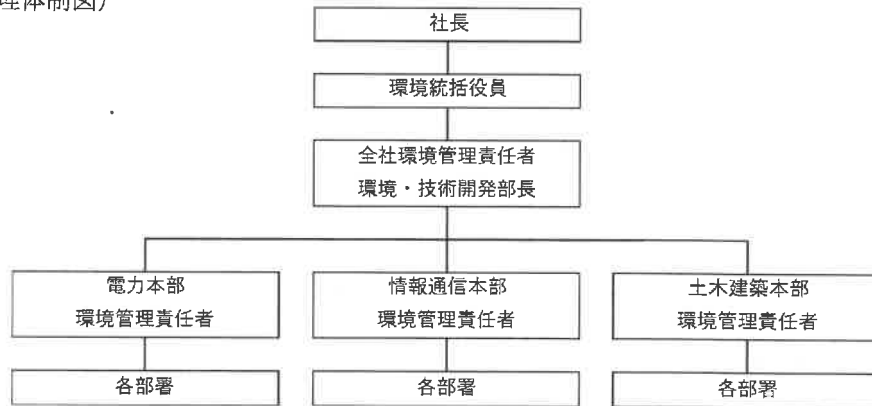 理体制図）
社長
環境統括役員
全社環境管理責任者
環境・技術開発部長
電力本部
環境管理責任者
情報通信本部
環境管理責任者
土木建築本部
環境管理責任者
各部署
各部署
各部署